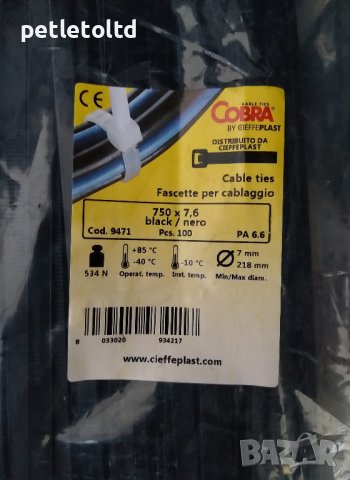 petletoltd
CE
CABLE TIES
COBRA®
BY CIEFFEPLAST
DISTRIBUITO DA
CIEFFEPLAST
Cable ties
Fascette per cablaggio
750 x 7,6
black / nero
Cod. 9471 Pcs. 100 PA 6.6
534 N
+85 °C
-40 °C
Operat. temp.
-10 °C
Inst. temp.
7 mm
218 mm
Min/Max diam.
8 033020 934217
www.cieffeplast.com
BAZAR